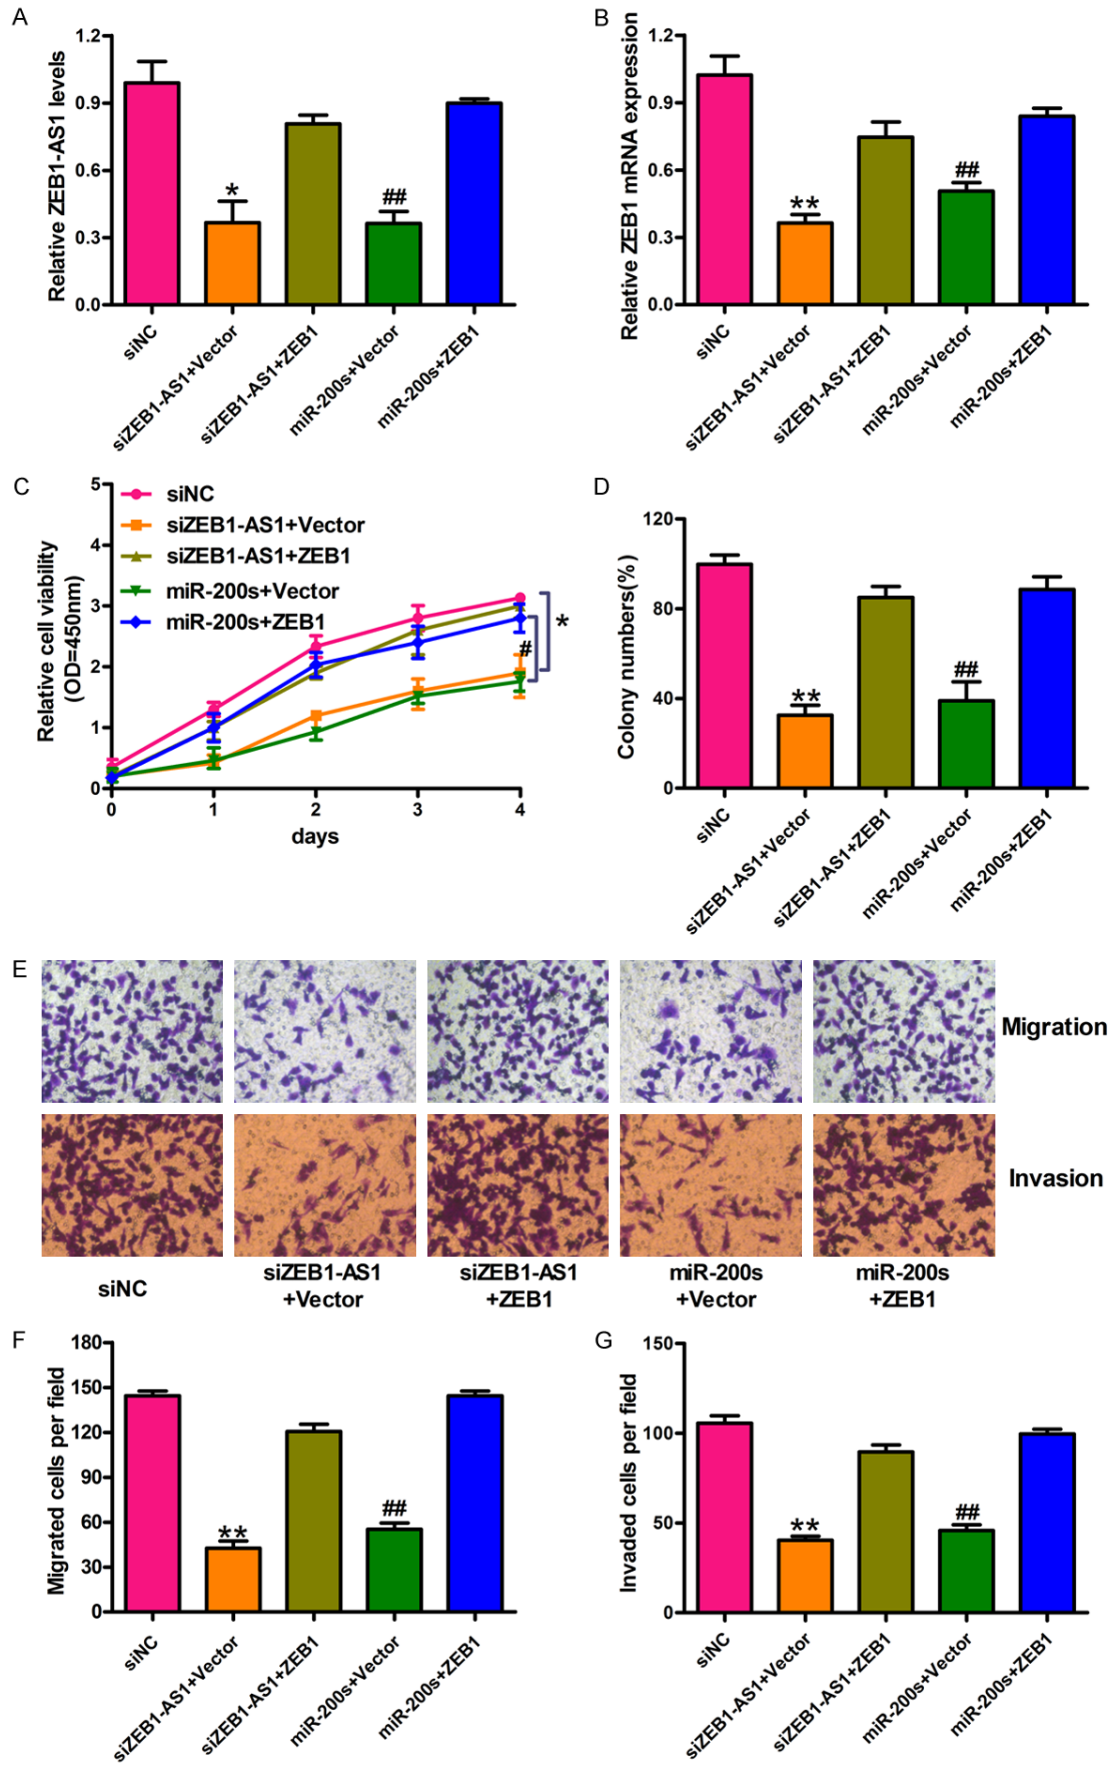 A
Relative ZEB1-AS1 levels
1.2
0.9
0.6
0.3
0.0
*
##
siNC
siZEB1-AS1+Vector
siZEB1-AS1+ZEB1
miR-200s+Vector
miR-200s+ZEB1
B
Relative ZEB1 mRNA expression
1.2
0.9
0.6
0.3
0.0
**
##
siNC
siZEB1-AS1+Vector
siZEB1-AS1+ZEB1
miR-200s+Vector
miR-200s+ZEB1
C
Relative cell viability
(OD=450nm)
5
4
3
2
1
0
siNC
siZEB1-AS1+Vector
siZEB1-AS1+ZEB1
miR-200s+Vector
miR-200s+ZEB1
#
*
0 1 2 3 4
days
D
Colony numbers(%)
120
80
40
0
**
##
siNC
siZEB1-AS1+Vector
siZEB1-AS1+ZEB1
miR-200s+Vector
miR-200s+ZEB1
E
Migration
Invasion
siNC
siZEB1-AS1
+Vector
siZEB1-AS1
+ZEB1
miR-200s
+Vector
miR-200s
+ZEB1
F
Migrated cells per field
180
150
120
90
60
30
0
**
##
siNC
siZEB1-AS1+Vector
siZEB1-AS1+ZEB1
miR-200s+Vector
miR-200s+ZEB1
G
Invaded cells per field
150
100
50
0
**
##
siNC
siZEB1-AS1+Vector
siZEB1-AS1+ZEB1
miR-200s+Vector
miR-200s+ZEB1